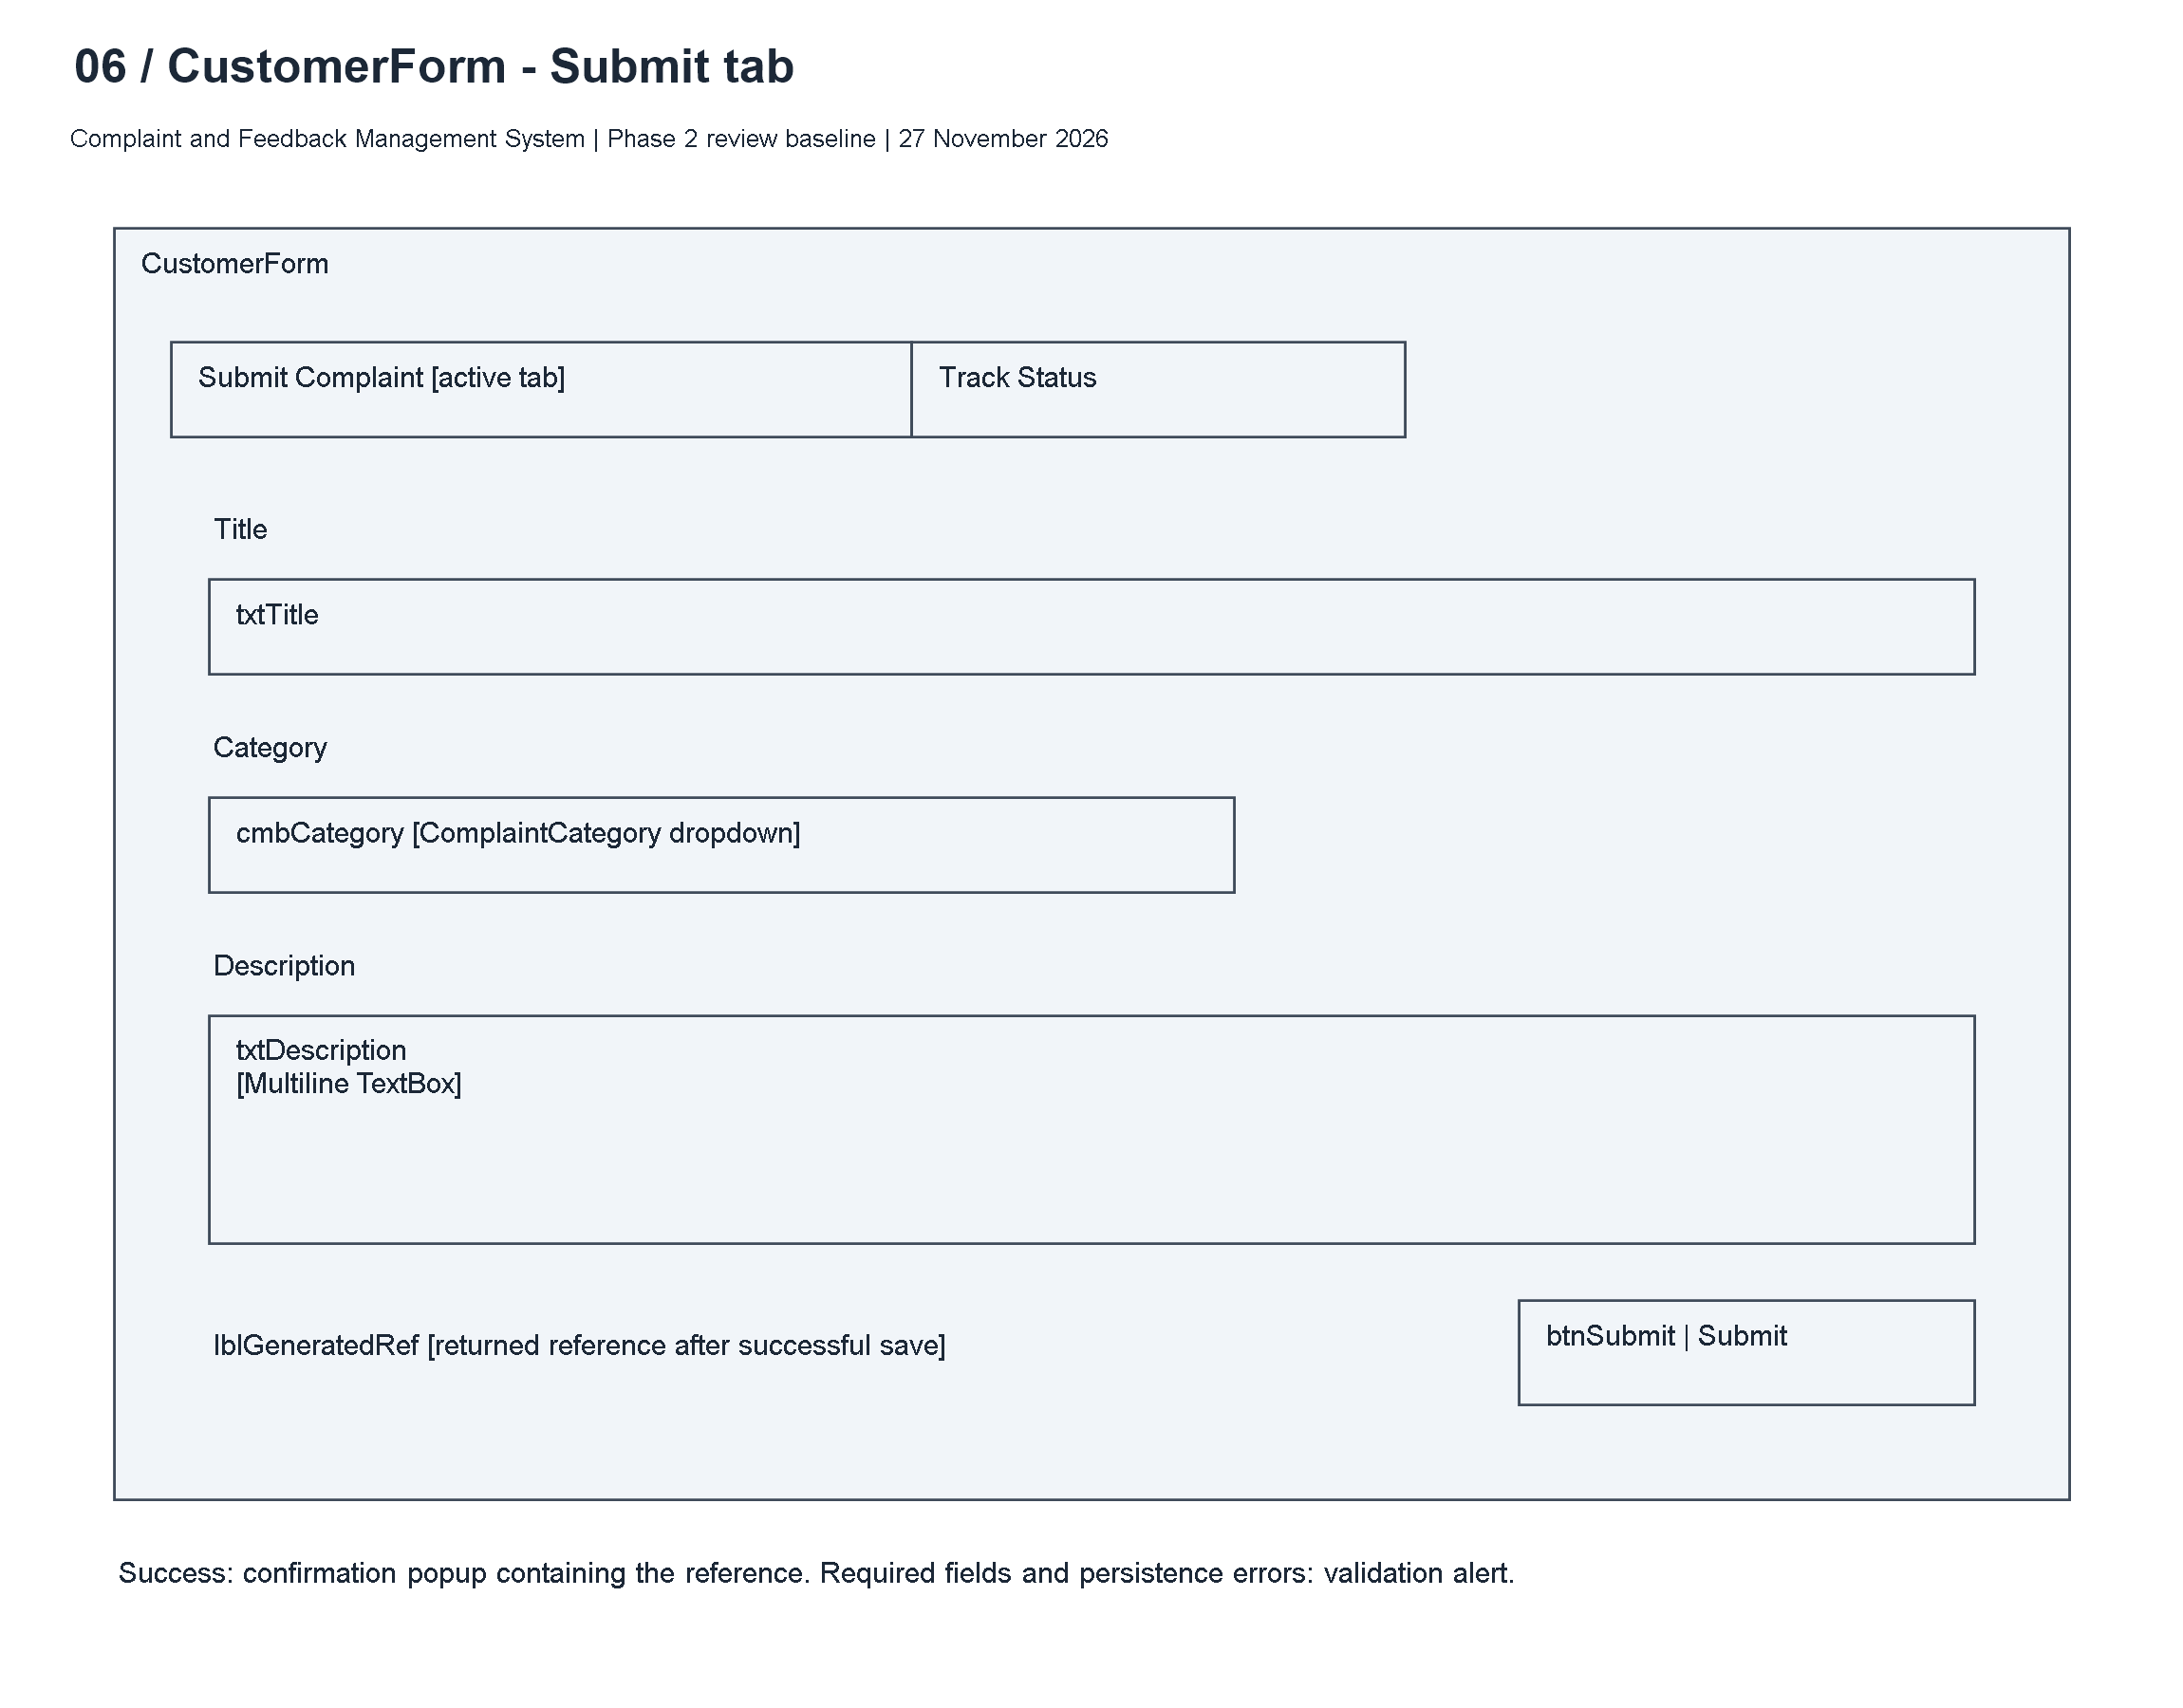 06 / CustomerForm - Submit tab
Complaint and Feedback Management System | Phase 2 review baseline | 27 November 2026
CustomerForm
Submit Complaint [active tab]
Track Status
Title
txtTitle
Category
cmbCategory [ComplaintCategory dropdown]
Description
txtDescription
[Multiline TextBox]
lblGeneratedRef [returned reference after successful save]
btnSubmit | Submit
Success: confirmation popup containing the reference. Required fields and persistence errors: validation alert.